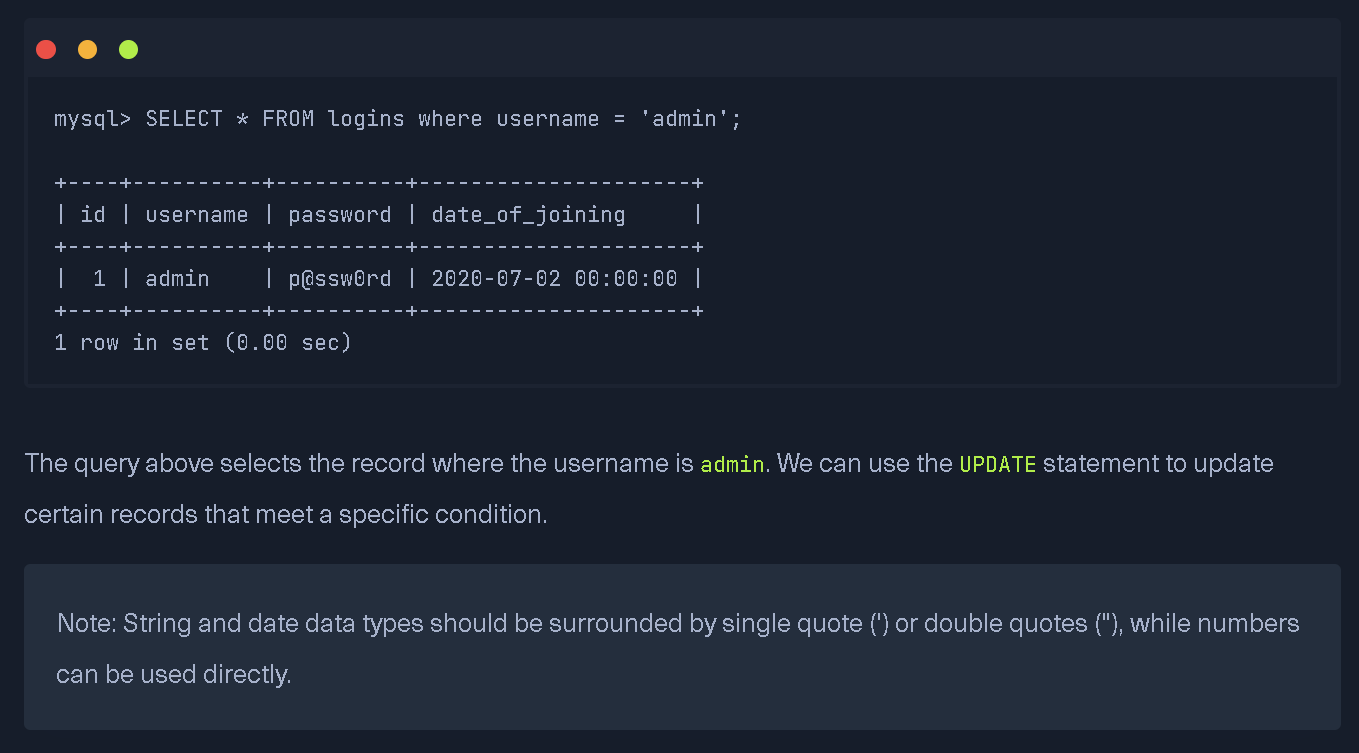 mysql> SELECT * FROM logins where username = 'admin';
+----+----------+----------+---------------------+
| id | username | password | date_of_joining     |
+----+----------+----------+---------------------+
|  1 | admin    | p@ssw0rd | 2020-07-02 00:00:00 |
+----+----------+----------+---------------------+
1 row in set (0.00 sec)
The query above selects the record where the username is admin. We can use the UPDATE statement to update
certain records that meet a specific condition.
Note: String and date data types should be surrounded by single quote (') or double quotes ("), while numbers
can be used directly.